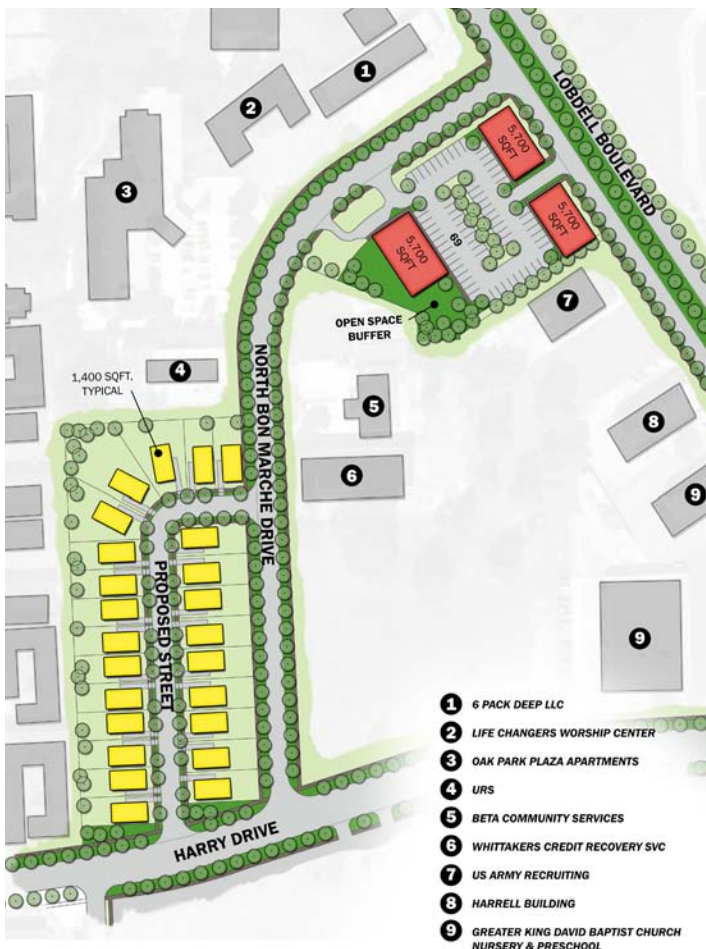 1
2
3
LOBDELL BOULEVARD
5,700
SQFT
5,700
SQFT
5,700
SQFT
69
OPEN SPACE
BUFFER
7
4
1,400 SQFT,
TYPICAL
NORTH BON MARCHE DRIVE
5
6
8
9
PROPOSED STREET
9
HARRY DRIVE
1 6 PACK DEEP LLC
2 LIFE CHANGERS WORSHIP CENTER
3 OAK PARK PLAZA APARTMENTS
4 URS
5 BETA COMMUNITY SERVICES
6 WHITTAKERS CREDIT RECOVERY SVC
7 US ARMY RECRUITING
8 HARRELL BUILDING
9 GREATER KING DAVID BAPTIST CHURCH
NURSERY & PRESCHOOL